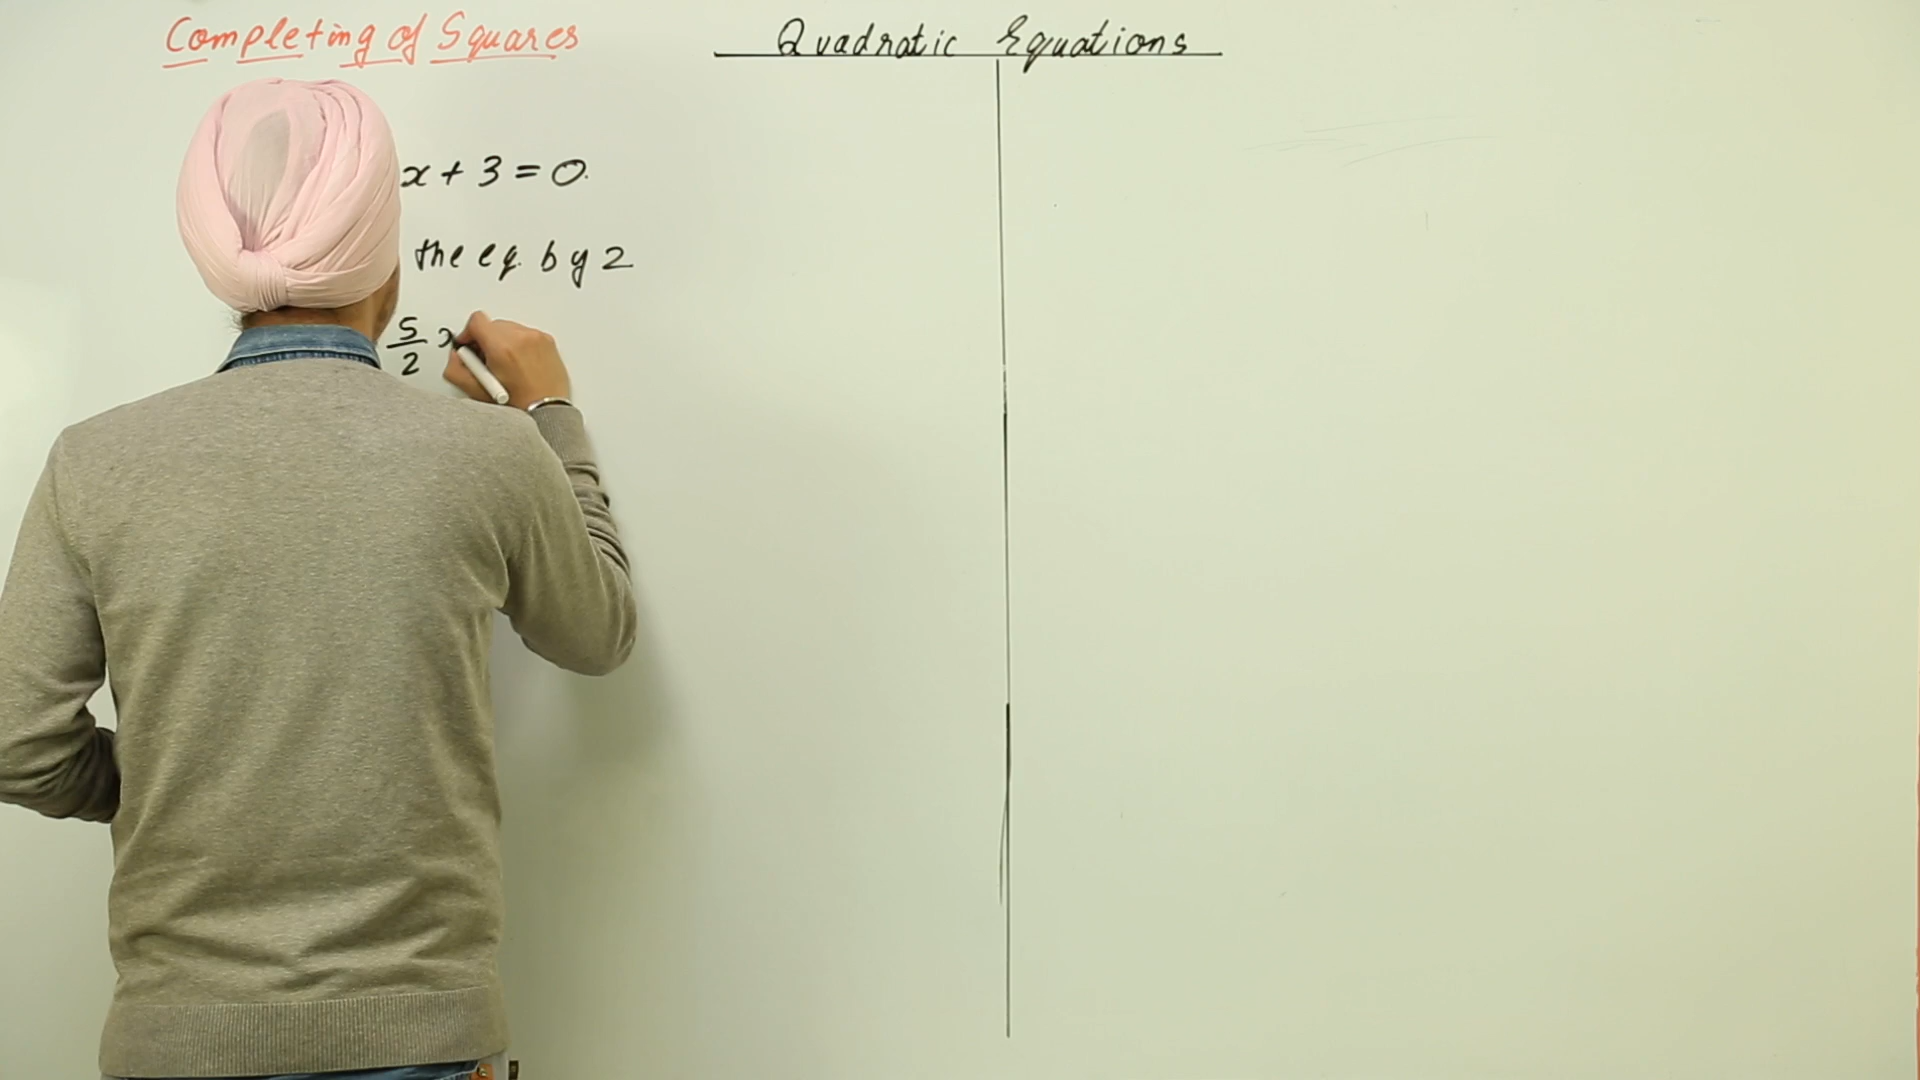 Completing of Squares
Quadratic Equations
x + 3 = 0.
the eq. by 2
5/2 x